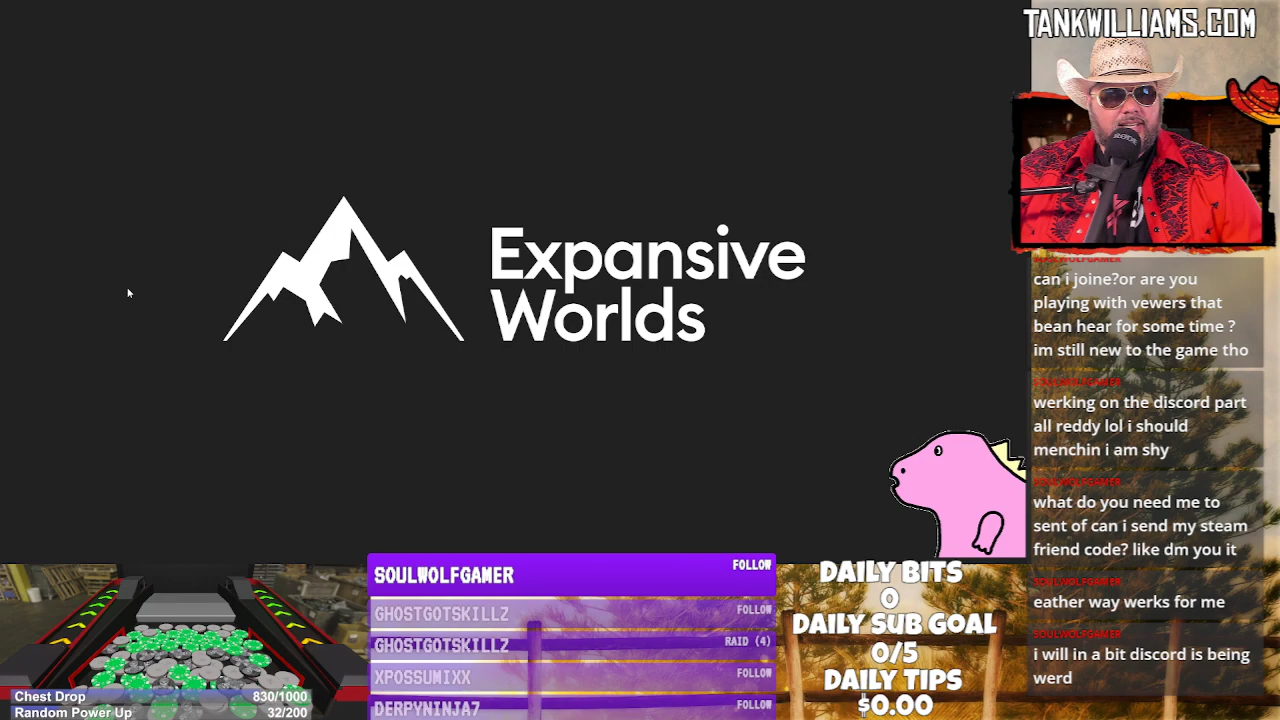 TANKWILLIAMS.COM
Expansive
Worlds
SOULWOLFGAMER
can i joine?or are you
playing with vewers that
bean hear for some time ?
im still new to the game tho
SOULWOLFGAMER
werking on the discord part
all reddy lol i should
menchin i am shy
SOULWOLFGAMER
what do you need me to
sent of can i send my steam
friend code? like dm you it
SOULWOLFGAMER
eather way werks for me
SOULWOLFGAMER
i will in a bit discord is being
werd
SOULWOLFGAMER FOLLOW
GHOSTGOTSKILLZ FOLLOW
GHOSTGOTSKILLZ RAID (4)
XPOSSUMIXX FOLLOW
DERPYNINJA7 FOLLOW
DAILY BITS
0
DAILY SUB GOAL
0/5
DAILY TIPS
$0.00
Chest Drop 830/1000
Random Power Up 32/200